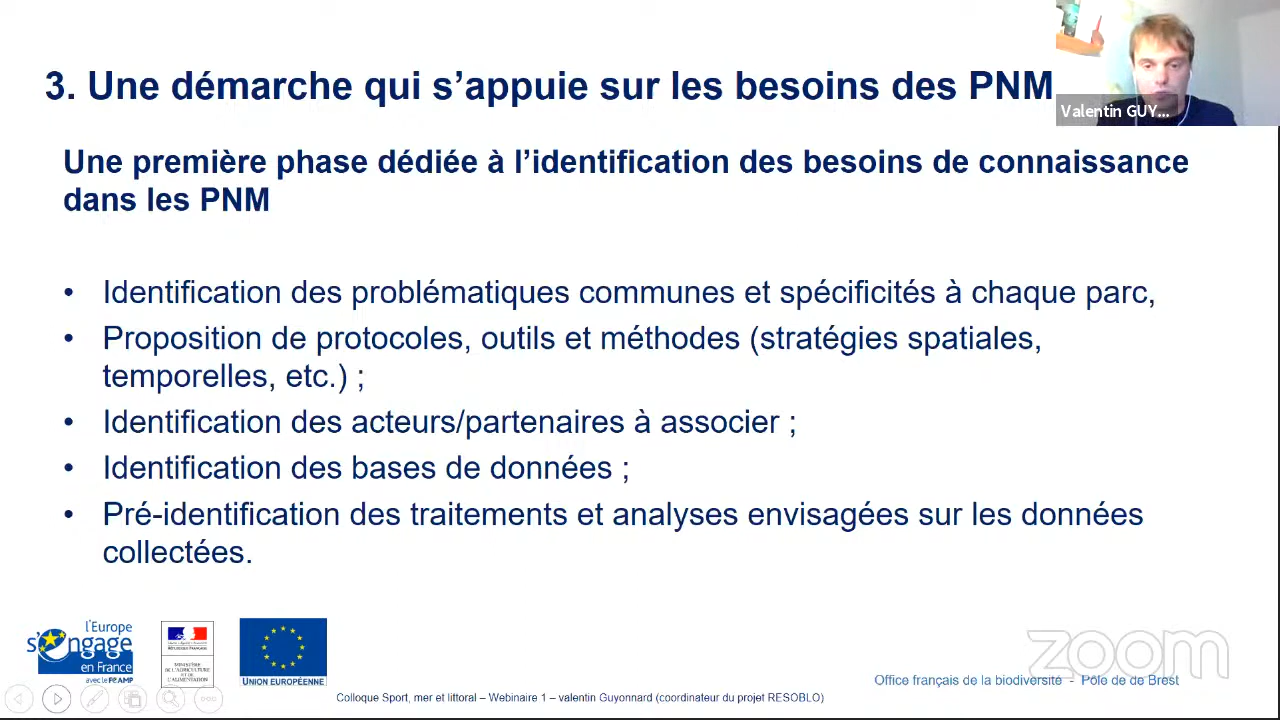 3. Une démarche qui s’appuie sur les besoins des PNM
Valentin GUY...
Une première phase dédiée à l’identification des besoins de connaissance
dans les PNM
• Identification des problématiques communes et spécificités à chaque parc,
• Proposition de protocoles, outils et méthodes (stratégies spatiales,
temporelles, etc.) ;
• Identification des acteurs/partenaires à associer ;
• Identification des bases de données ;
• Pré-identification des traitements et analyses envisagées sur les données
collectées.
l'Europe
s'engage
en France
avec le FEAMP
MINISTÈRE
DE L'AGRICULTURE
ET DE
L'ALIMENTATION
UNION EUROPÉENNE
zoom
Office français de la biodiversité - Pôle de de Brest
Colloque Sport, mer et littoral – Webinaire 1 – valentin Guyonnard (coordinateur du projet RESOBLO)